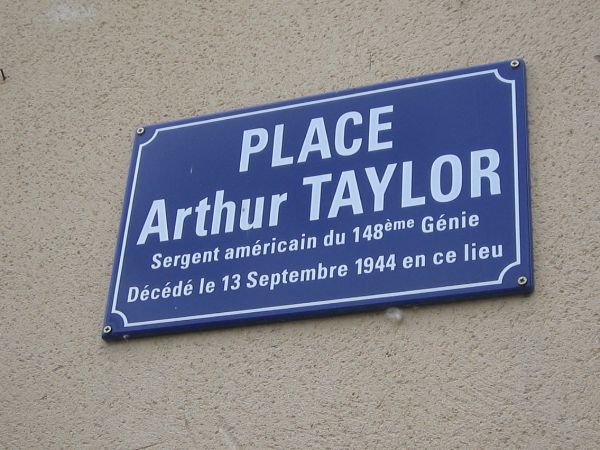 PLACE
Arthur TAYLOR
Sergent américain du 148ème Génie
Décédé le 13 Septembre 1944 en ce lieu